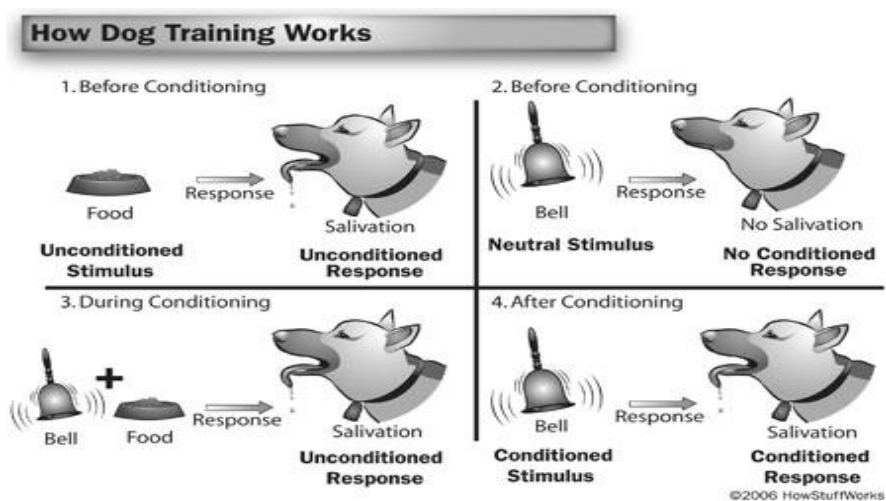 How Dog Training Works
1. Before Conditioning
Food
Response
Salivation
Unconditioned
Stimulus
Unconditioned
Response
2. Before Conditioning
Bell
Response
No Salivation
Neutral Stimulus
No Conditioned
Response
3. During Conditioning
+
Bell
Food
Response
Salivation
Unconditioned
Response
4. After Conditioning
Bell
Response
Salivation
Conditioned
Stimulus
Conditioned
Response
©2006 HowStuffWorks